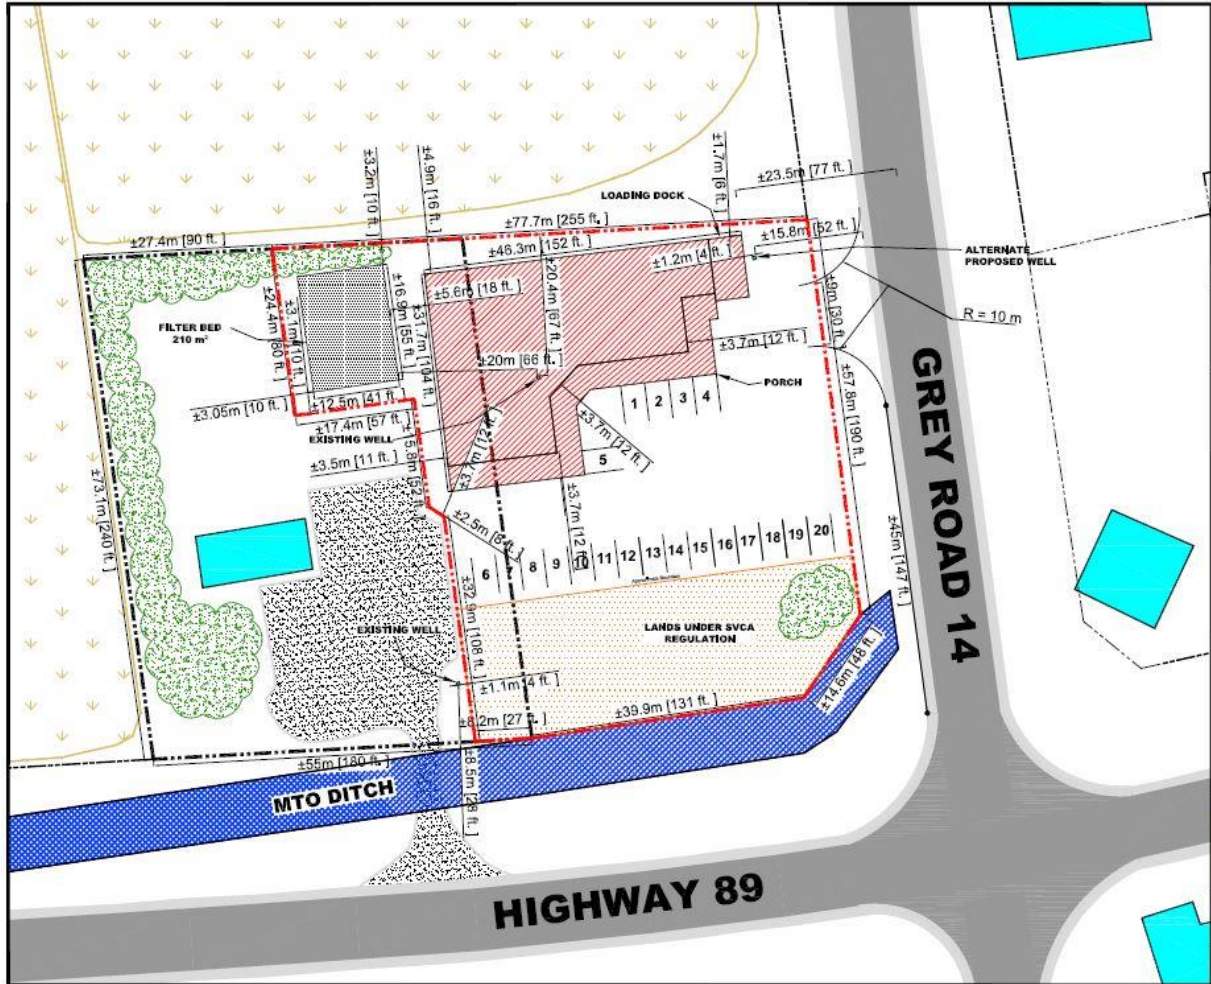 ±3.2m [10 ft. ]
±4.9m [16 ft. ]
±1.7m [6 ft. ]
±23.5m [77 ft. ]
LOADING DOCK
±77.7m [255 ft. ]
±27.4m [90 ft. ]
±46.3m [152 ft. ]
±15.8m [52 ft. ]
±1.2m [4 ft. ]
ALTERNATE
PROPOSED WELL
±24.4m [80 ft. ]
±3.1m [10 ft. ]
±16.9m [55 ft. ]
±5.6m [18 ft. ]
±20.4m [67 ft. ]
±9m [30 ft. ]
R = 10 m
FILTER BED
210 m²
±31.7m [104 ft. ]
±20m [66 ft. ]
±3.7m [12 ft. ]
PORCH
±3.05m [10 ft. ]
±12.5m [41 ft. ]
±17.4m [57 ft. ]
1 2 3 4
±57.8m [190 ft. ]
EXISTING WELL
±3.7m [12 ft. ]
±3.7m [12 ft. ]
±3.5m [11 ft. ]
5
±73.1m [240 ft. ]
±3.7m [12 ft. ]
GREY ROAD 14
±45m [147 ft. ]
6 8 9 10 11 12 13 14 15 16 17 18 19 20
±32.9m [108 ft. ]
EXISTING WELL
LANDS UNDER SVCA
REGULATION
±1.1m [4 ft. ]
±14.6m [48 ft. ]
±8.2m [27 ft. ]
±39.9m [131 ft. ]
±55m [180 ft. ]
±8.5m [28 ft. ]
MTO DITCH
HIGHWAY 89